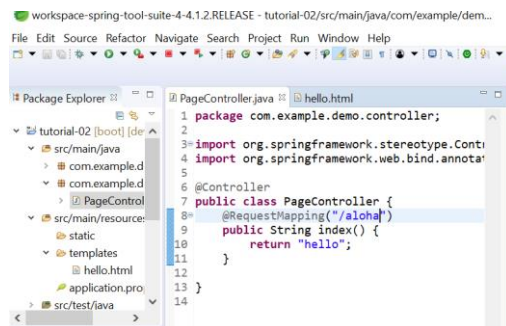 workspace-spring-tool-suite-4-4.1.2.RELEASE - tutorial-02/src/main/java/com/example/dem...
File Edit Source Refactor Navigate Search Project Run Window Help
Package Explorer
PageController.java hello.html
tutorial-02 [boot] [de
src/main/java
com.example.d
com.example.d
PageControl
src/main/resource:
static
templates
hello.html
application.pro
src/test/java
1 package com.example.demo.controller;
2
3 import org.springframework.stereotype.Contr
4 import org.springframework.web.bind.annotat
5
6 @Controller
7 public class PageController {
8 @RequestMapping("/aloha")
9 public String index() {
10 return "hello";
11 }
12
13 }
14